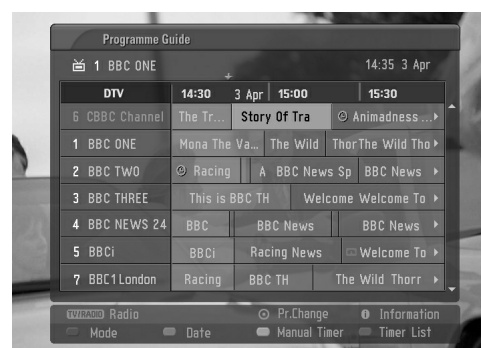 Programme Guide
1 BBC ONE 14:35 3 Apr
DTV 14:30 3 Apr 15:00 15:30
6 CBBC Channel The Tr... Story Of Tra Animadness ...
1 BBC ONE Mona The Va... The Wild Thor The Wild Tho
2 BBC TWO Racing A BBC News Sp BBC News
3 BBC THREE This is BBC TH Welcome Welcome To
4 BBC NEWS 24 BBC BBC News BBC News
5 BBCi BBCi Racing News Welcome To
7 BBC1 London Racing BBC TH The Wild Thorr
TV/RADIO Radio Pr.Change Information
Mode Date Manual Timer Timer List